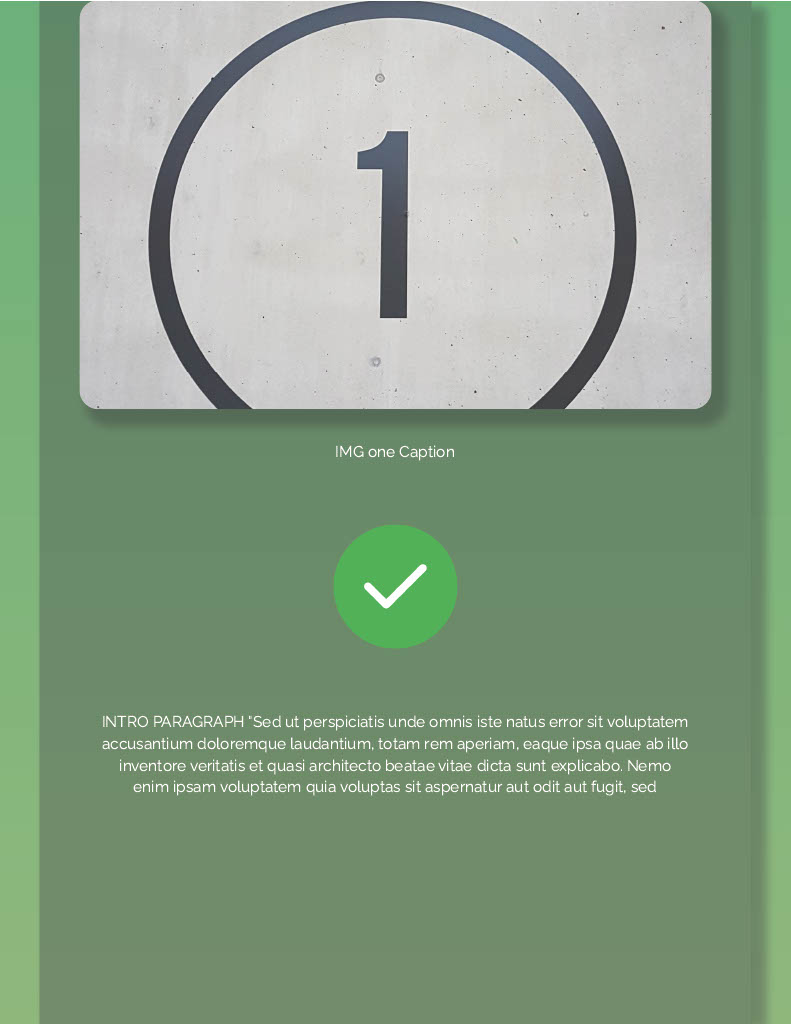 1
IMG one Caption
INTRO PARAGRAPH "Sed ut perspiciatis unde omnis iste natus error sit voluptatem
accusantium doloremque laudantium, totam rem aperiam, eaque ipsa quae ab illo
inventore veritatis et quasi architecto beatae vitae dicta sunt explicabo. Nemo
enim ipsam voluptatem quia voluptas sit aspernatur aut odit aut fugit, sed